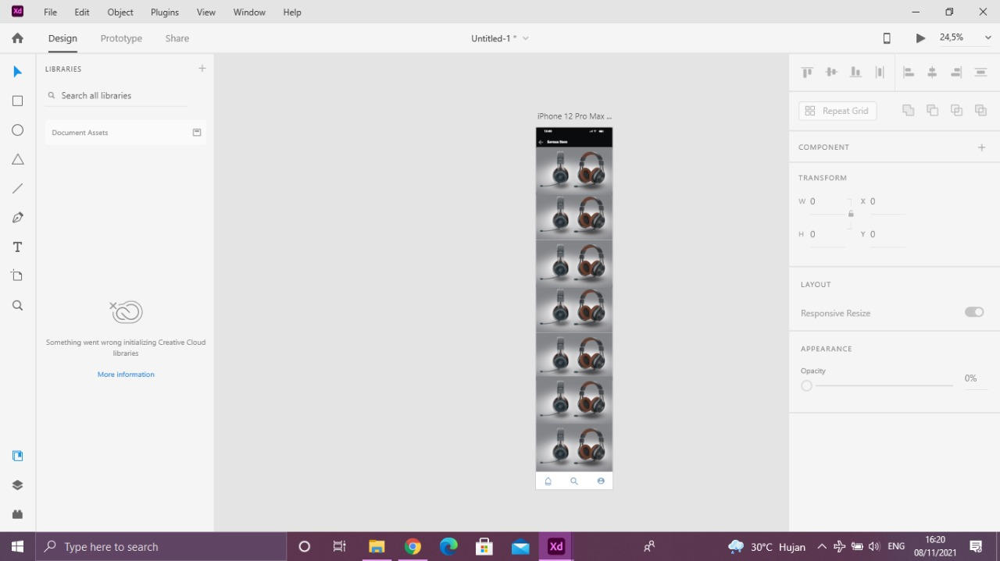 Xd File Edit Object Plugins View Window Help
Design Prototype Share Untitled-1 * 24,5%
LIBRARIES
Search all libraries
Document Assets
Something went wrong initializing Creative Cloud
libraries
More information
iPhone 12 Pro Max ...
Semua Item
Repeat Grid
COMPONENT
TRANSFORM
W 0 X 0
H 0 Y 0
LAYOUT
Responsive Resize
APPEARANCE
Opacity
0%
T
Type here to search
Xd
30°C Hujan
ENG
16:20
08/11/2021